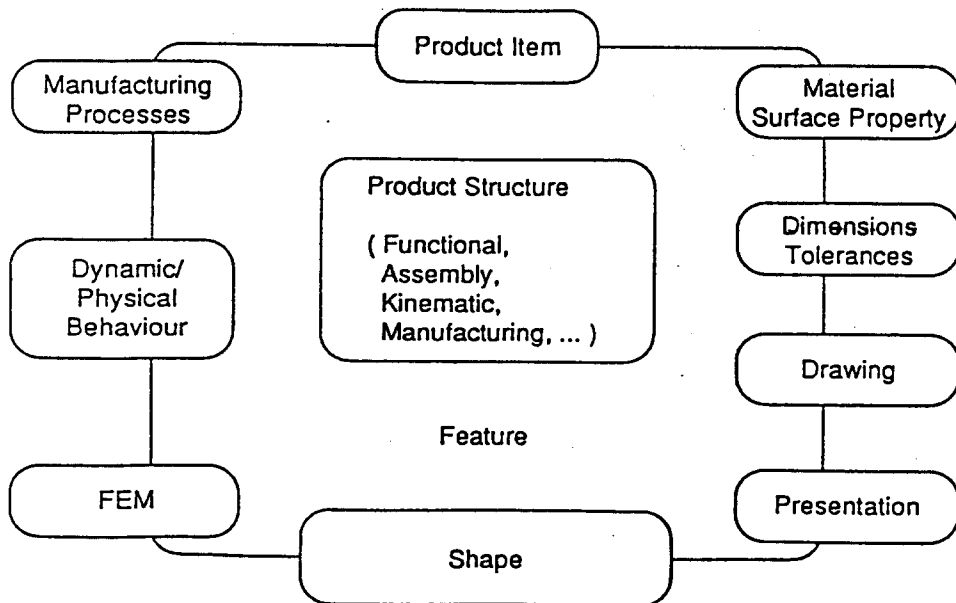 Product Item
Manufacturing
Processes
Material
Surface Property
Product Structure
( Functional,
Assembly,
Kinematic,
Manufacturing, ... )
Dimensions
Tolerances
Dynamic/
Physical
Behaviour
Drawing
Feature
FEM
Presentation
Shape